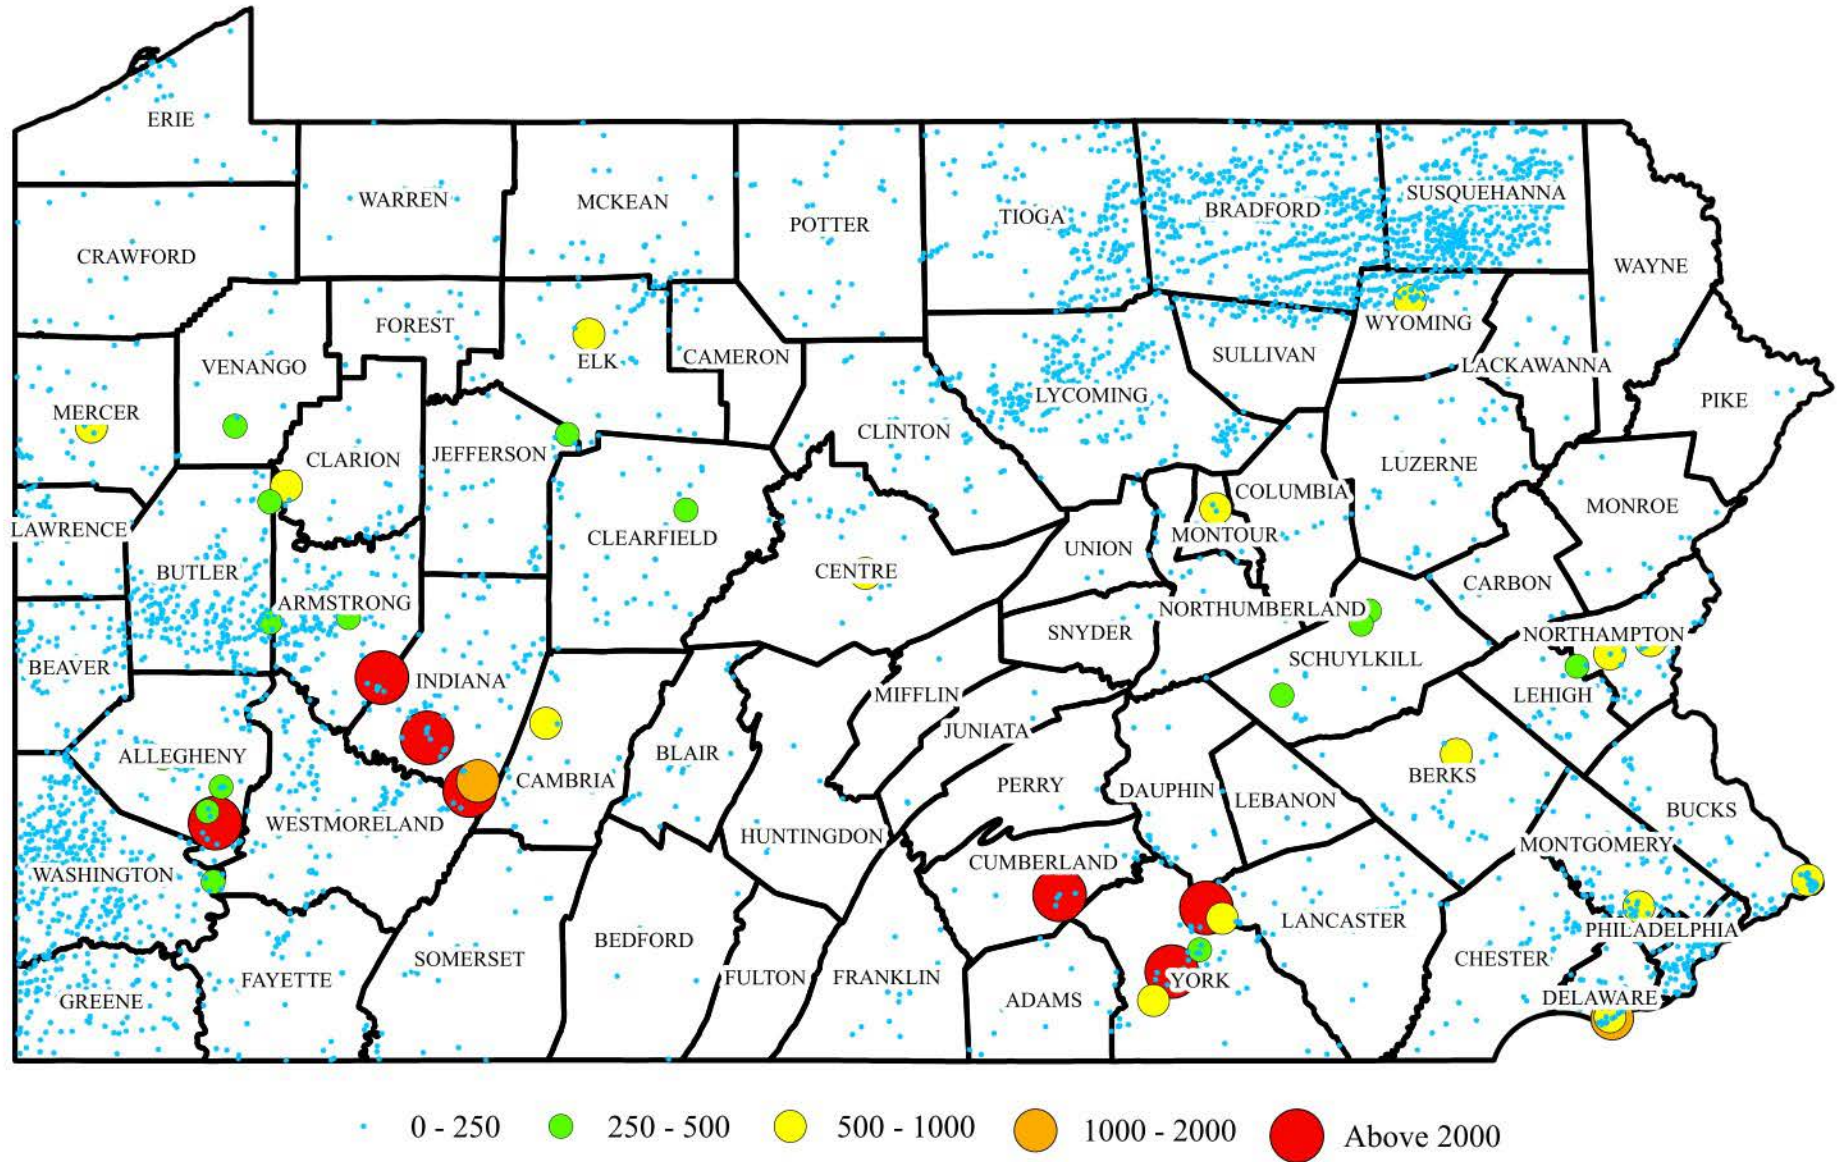 ERIE
WARREN
MCKEAN
POTTER
TIOGA
BRADFORD
SUSQUEHANNA
CRAWFORD
WAYNE
FOREST
VENANGO
ELK
CAMERON
SULLIVAN
WYOMING
LACKAWANNA
MERCER
LYCOMING
PIKE
CLARION
JEFFERSON
CLINTON
LUZERNE
COLUMBIA
MONROE
LAWRENCE
CLEARFIELD
UNION
MONTOUR
BUTLER
CENTRE
CARBON
ARMSTRONG
SNYDER
NORTHUMBERLAND
NORTHAMPTON
BEAVER
INDIANA
MIFFLIN
SCHUYLKILL
LEHIGH
ALLEGHENY
CAMBRIA
BLAIR
JUNIATA
PERRY
DAUPHIN
LEBANON
BERKS
BUCKS
WESTMORELAND
HUNTINGDON
MONTGOMERY
WASHINGTON
CUMBERLAND
LANCASTER
PHILADELPHIA
GREENE
FAYETTE
SOMERSET
BEDFORD
FULTON
FRANKLIN
ADAMS
YORK
CHESTER
DELAWARE
0 - 250
250 - 500
500 - 1000
1000 - 2000
Above 2000